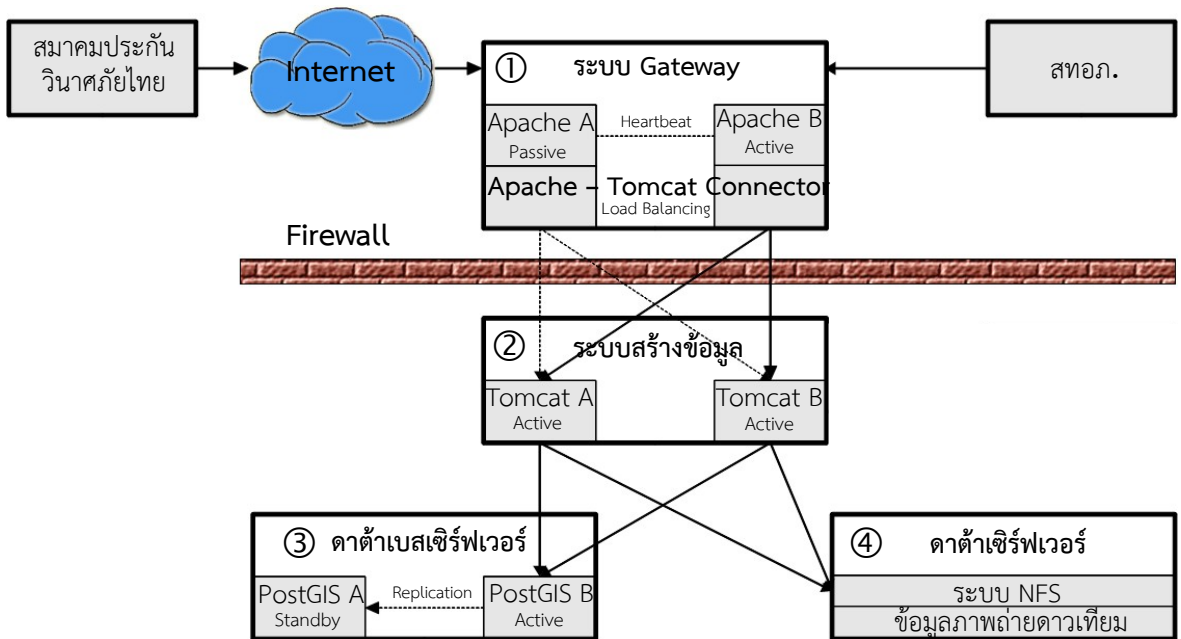 สมาคมประกัน
วินาศภัยไทย
Internet
① ระบบ Gateway
สทอภ.
Apache A
Passive
Heartbeat
Apache B
Active
Apache – Tomcat Connector
Load Balancing
Firewall
② ระบบสร้างข้อมูล
Tomcat A
Active
Tomcat B
Active
③ ดาต้าเบสเซิร์ฟเวอร์
PostGIS A
Standby
Replication
PostGIS B
Active
④ ดาต้าเซิร์ฟเวอร์
ระบบ NFS
ข้อมูลภาพถ่ายดาวเทียม